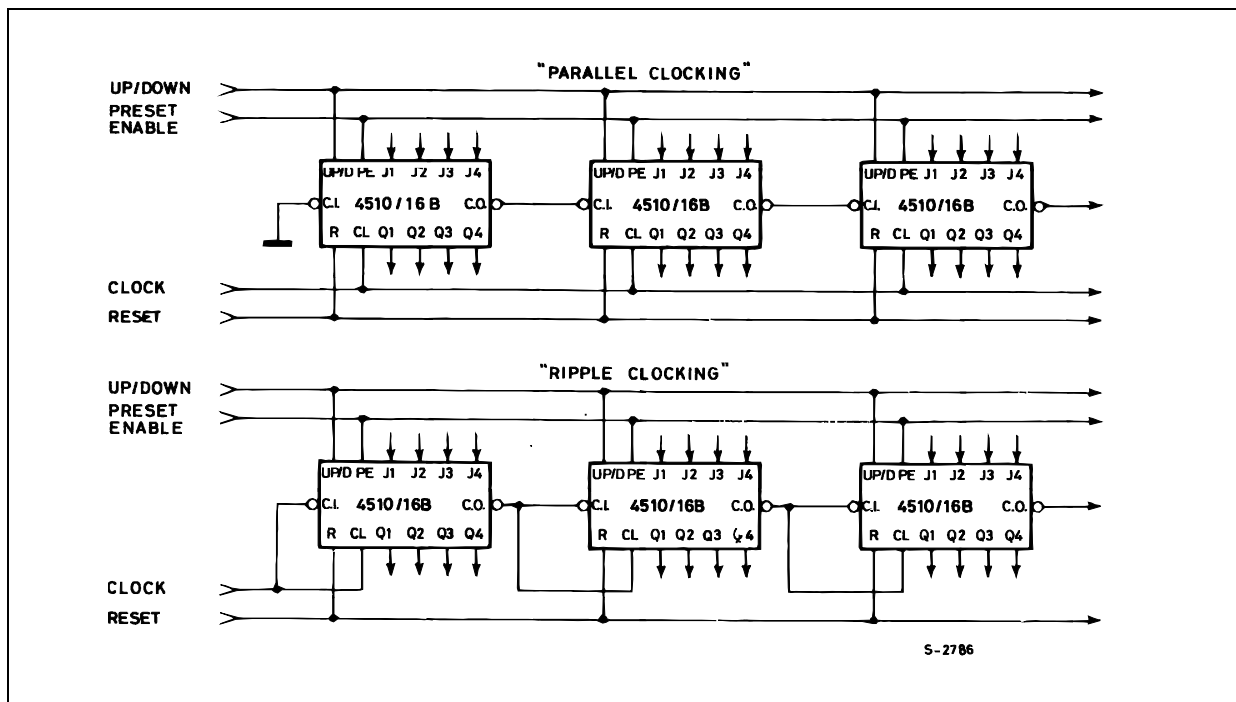 "PARALLEL CLOCKING"
UP/DOWN
PRESET
ENABLE
UP/D PE J1 J2 J3 J4
C.I. 4510/16B C.O.
R CL Q1 Q2 Q3 Q4
UP/D PE J1 J2 J3 J4
C.I. 4510/16B C.O.
R CL Q1 Q2 Q3 Q4
UP/D PE J1 J2 J3 J4
C.I. 4510/16B C.O.
R CL Q1 Q2 Q3 Q4
CLOCK
RESET
"RIPPLE CLOCKING"
UP/DOWN
PRESET
ENABLE
UP/D PE J1 J2 J3 J4
C.I. 4510/16B C.O.
R CL Q1 Q2 Q3 Q4
UP/D PE J1 J2 J3 J4
C.I. 4510/16B C.O.
R CL Q1 Q2 Q3 Q4
UP/D PE J1 J2 J3 J4
C.I. 4510/16B C.O.
R CL Q1 Q2 Q3 Q4
CLOCK
RESET
S-2786